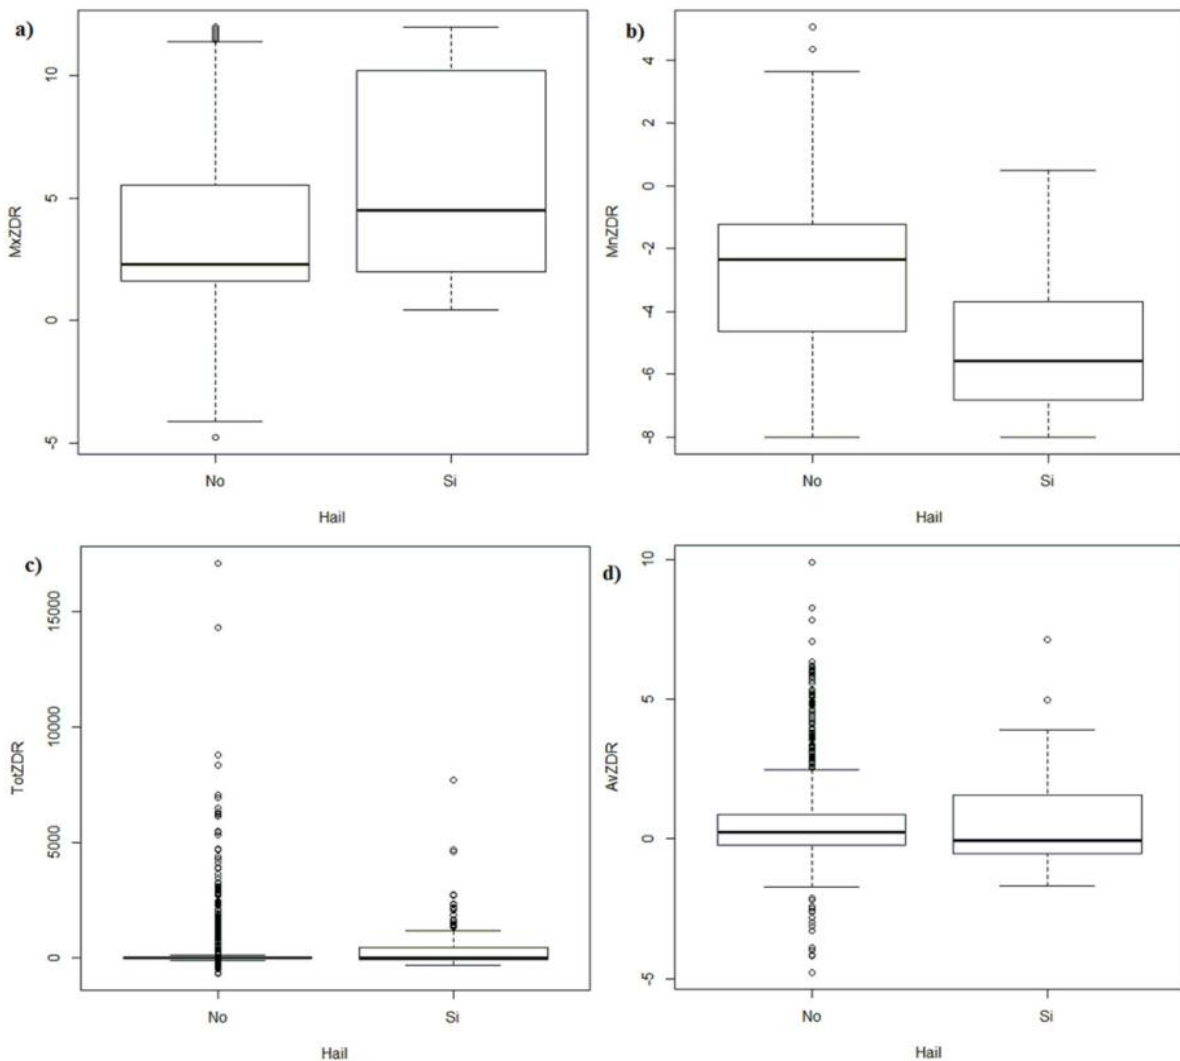 a)
10
5
0
-5
MxZDR
No Si
Hail
b)
4
2
0
-2
-4
-6
-8
MnZDR
No Si
Hail
c)
15000
10000
5000
0
TotZDR
No Si
Hail
d)
10
5
0
-5
AvZDR
No Si
Hail